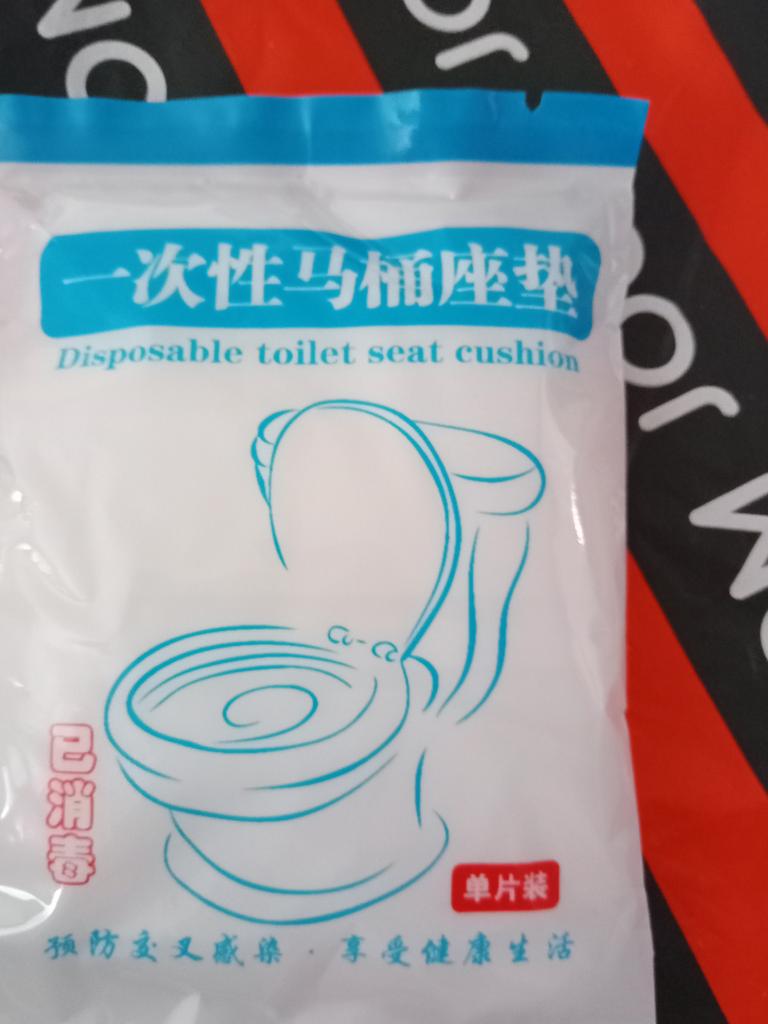 一次性马桶座垫
Disposable toilet seat cushion
已消毒
单片装
预防交叉感染·享受健康生活